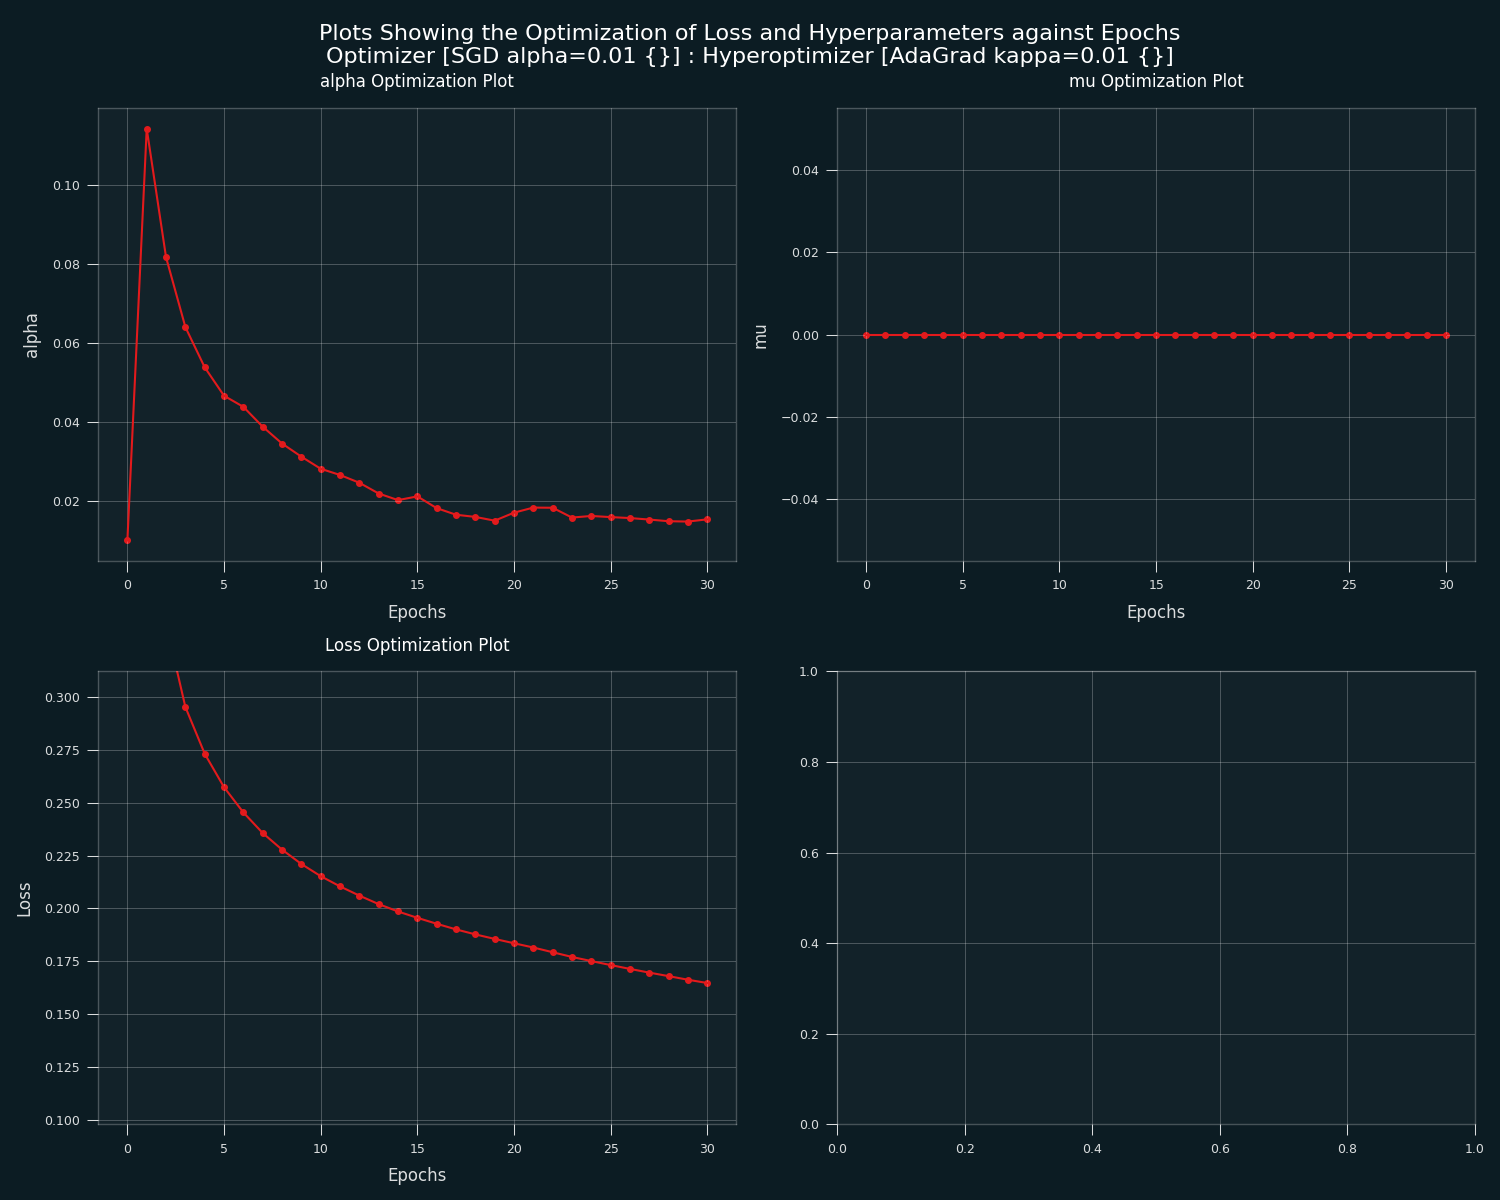 Plots Showing the Optimization of Loss and Hyperparameters against Epochs
Optimizer [SGD alpha=0.01 {}] : Hyperoptimizer [AdaGrad kappa=0.01 {}]
alpha Optimization Plot
alpha
0.10
0.08
0.06
0.04
0.02
0 5 10 15 20 25 30
Epochs
mu Optimization Plot
mu
0.04
0.02
0.00
−0.02
−0.04
0 5 10 15 20 25 30
Epochs
Loss Optimization Plot
Loss
0.300
0.275
0.250
0.225
0.200
0.175
0.150
0.125
0.100
0 5 10 15 20 25 30
Epochs
1.0
0.8
0.6
0.4
0.2
0.0
0.0 0.2 0.4 0.6 0.8 1.0